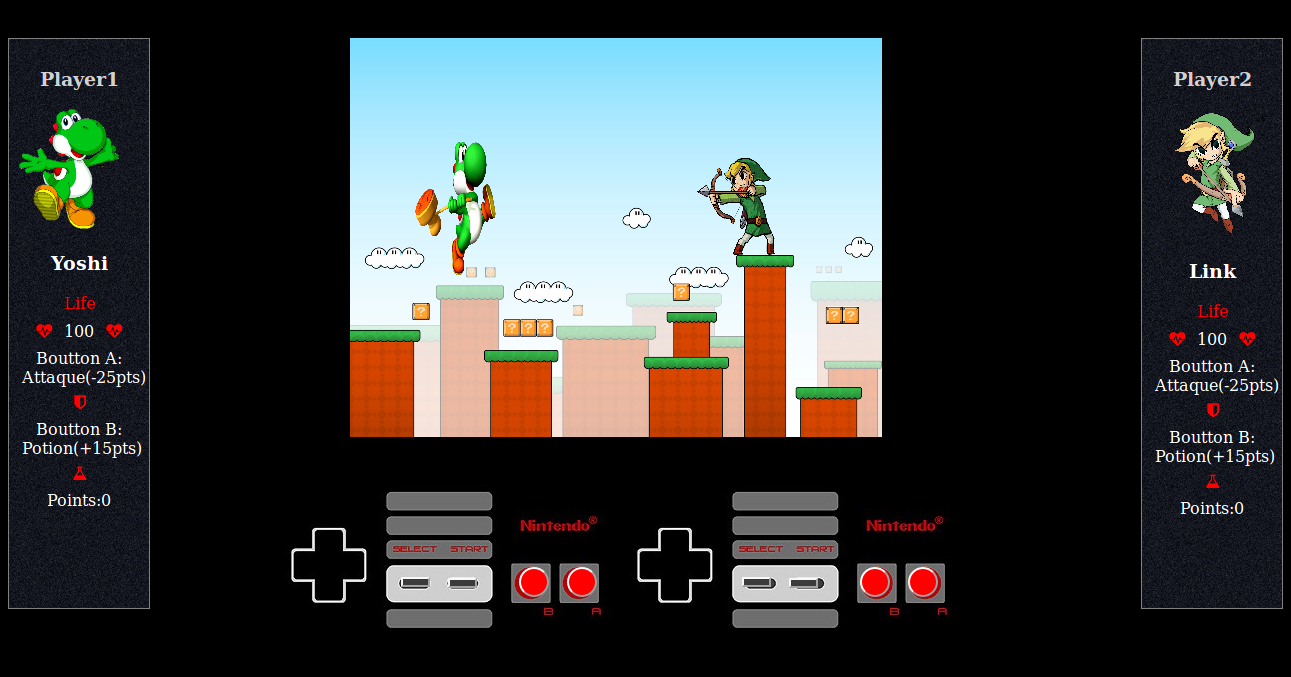 Player1
Yoshi
Life
100
Boutton A:
Attaque(-25pts)
Boutton B:
Potion(+15pts)
Points:0
? ? ? ?
? ? ?
SELECT START
Nintendo®
B A
SELECT START
Nintendo®
B A
Player2
Link
Life
100
Boutton A:
Attaque(-25pts)
Boutton B:
Potion(+15pts)
Points:0